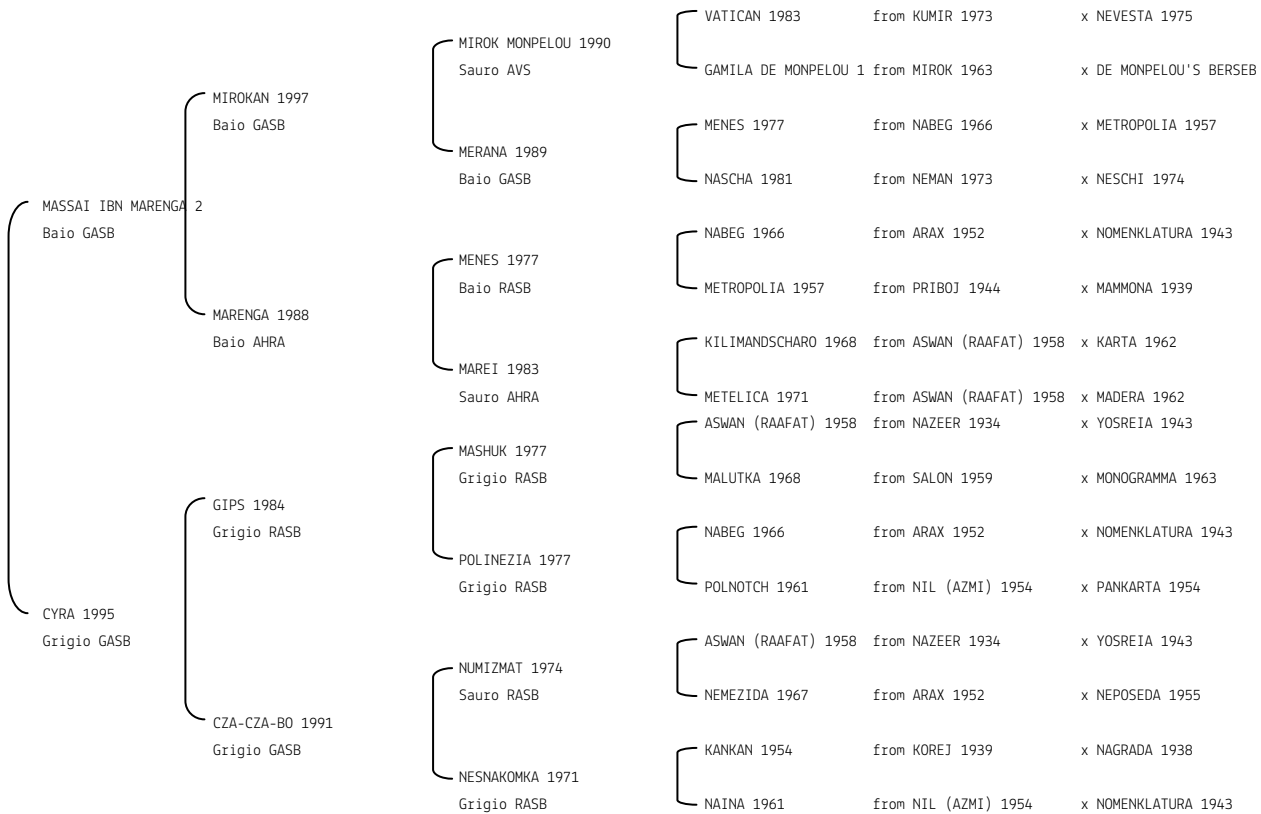 VATICAN 1983 from KUMIR 1973 x NEVESTA 1975
MIROK MONPELOU 1990
Sauro AVS
GAMILA DE MONPELOU 1 from MIROK 1963 x DE MONPELOU'S BERSEB
MIROKAN 1997
Baio GASB
MENES 1977 from NABEG 1966 x METROPOLIA 1957
MERANA 1989
Baio GASB
NASCHA 1981 from NEMAN 1973 x NESCHI 1974
MASSAI IBN MARENGA 2
Baio GASB
NABEG 1966 from ARAX 1952 x NOMENKLATURA 1943
MENES 1977
Baio RASB
METROPOLIA 1957 from PRIBOJ 1944 x MAMMONA 1939
MARENGA 1988
Baio AHRA
KILIMANDSCHARO 1968 from ASWAN (RAAFAT) 1958 x KARTA 1962
MAREI 1983
Sauro AHRA
METELICA 1971 from ASWAN (RAAFAT) 1958 x MADERA 1962
ASWAN (RAAFAT) 1958 from NAZEER 1934 x YOSREIA 1943
MASHUK 1977
Grigio RASB
MALUTKA 1968 from SALON 1959 x MONOGRAMMA 1963
GIPS 1984
Grigio RASB
NABEG 1966 from ARAX 1952 x NOMENKLATURA 1943
POLINEZIA 1977
Grigio RASB
POLNOTCH 1961 from NIL (AZMI) 1954 x PANKARTA 1954
CYRA 1995
Grigio GASB
ASWAN (RAAFAT) 1958 from NAZEER 1934 x YOSREIA 1943
NUMIZMAT 1974
Sauro RASB
NEMEZIDA 1967 from ARAX 1952 x NEPOSEDA 1955
CZA-CZA-BO 1991
Grigio GASB
KANKAN 1954 from KOREJ 1939 x NAGRADA 1938
NESNAKOMKA 1971
Grigio RASB
NAINA 1961 from NIL (AZMI) 1954 x NOMENKLATURA 1943